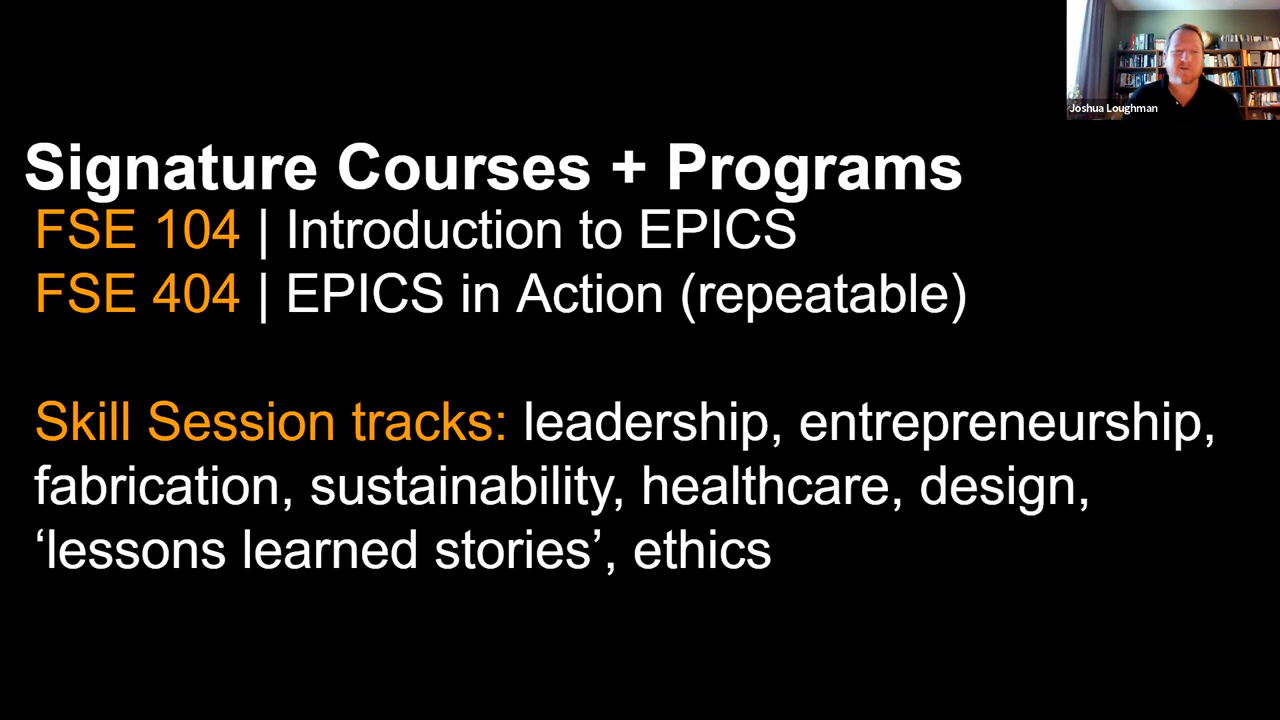 Joshua Loughman
Signature Courses + Programs
FSE 104 | Introduction to EPICS
FSE 404 | EPICS in Action (repeatable)
Skill Session tracks: leadership, entrepreneurship,
fabrication, sustainability, healthcare, design,
‘lessons learned stories’, ethics